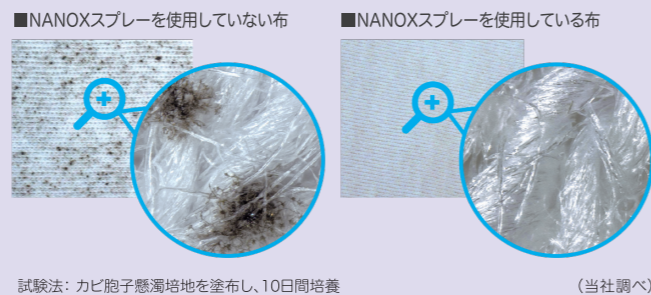 ■NANOXスプレーを使用していない布
■NANOXスプレーを使用している布
試験法：カビ胞子懸濁培地を塗布し、10日間培養
（当社調べ）